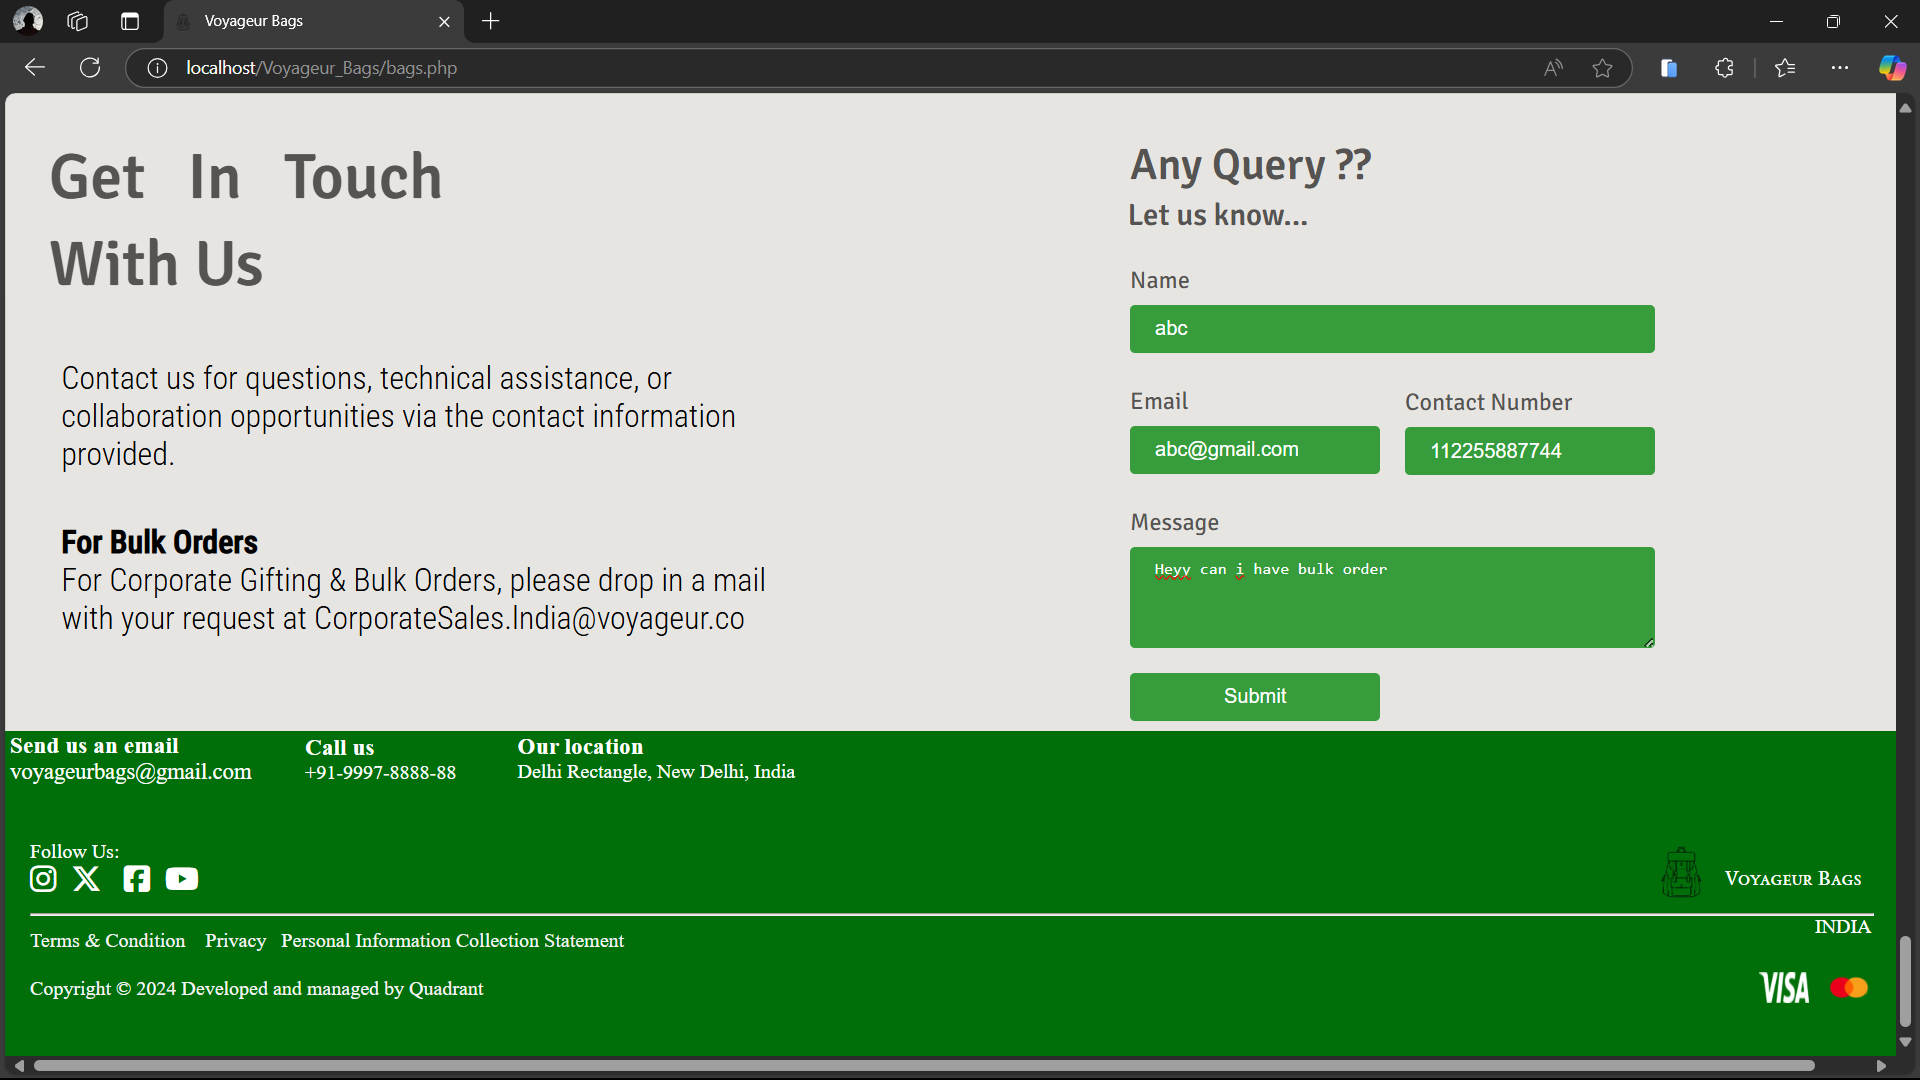 Voyageur Bags
localhost/Voyageur_Bags/bags.php
Get In Touch
With Us
Contact us for questions, technical assistance, or
collaboration opportunities via the contact information
provided.
For Bulk Orders
For Corporate Gifting & Bulk Orders, please drop in a mail
with your request at CorporateSales.India@voyageur.co
Any Query ??
Let us know...
Name
abc
Email
abc@gmail.com
Contact Number
112255887744
Message
Heyy can i have bulk order
Submit
Send us an email
voyageurbags@gmail.com
Call us
+91-9997-8888-88
Our location
Delhi Rectangle, New Delhi, India
Follow Us:
Voyageur Bags
INDIA
Terms & Condition Privacy Personal Information Collection Statement
Copyright © 2024 Developed and managed by Quadrant
VISA